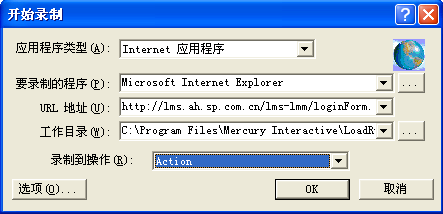 开始录制
应用程序类型(A): Internet 应用程序
要录制的程序(P): Microsoft Internet Explorer ...
URL 地址(U): http://lms.ah.sp.com.cn/lms-lmm/loginForm.
工作目录(W): C:\Program Files\Mercury Interactive\LoadR ...
录制到操作(R): Action
选项(O)... OK 取消